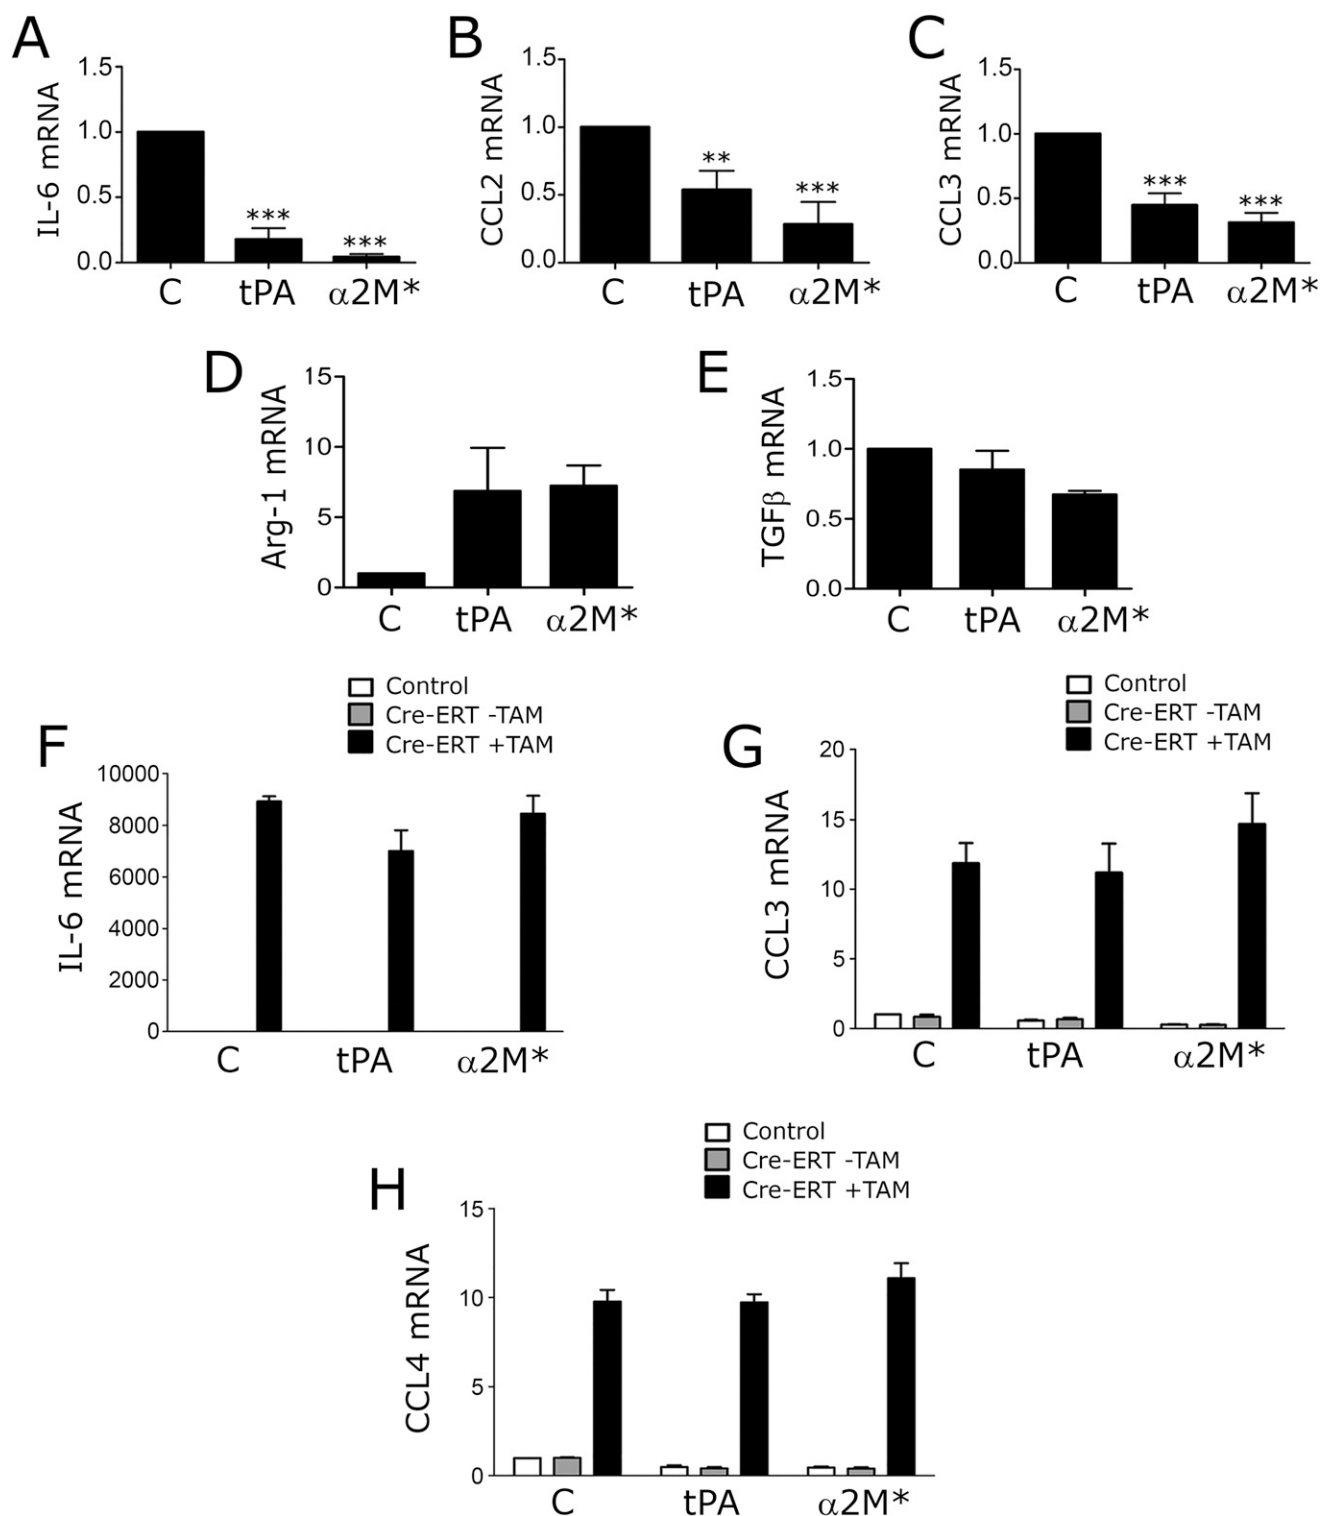 A
IL-6 mRNA
1.5
1.0
0.5
0.0
***
***
C tPA α2M*
B
CCL2 mRNA
1.5
1.0
0.5
0.0
**
***
C tPA α2M*
C
CCL3 mRNA
1.5
1.0
0.5
0.0
***
***
C tPA α2M*
D
Arg-1 mRNA
15
10
5
0
C tPA α2M*
E
TGFβ mRNA
1.5
1.0
0.5
0.0
C tPA α2M*
F
Control
Cre-ERT -TAM
Cre-ERT +TAM
IL-6 mRNA
10000
8000
6000
4000
2000
0
C tPA α2M*
G
Control
Cre-ERT -TAM
Cre-ERT +TAM
CCL3 mRNA
20
15
10
5
0
C tPA α2M*
H
Control
Cre-ERT -TAM
Cre-ERT +TAM
CCL4 mRNA
15
10
5
0
C tPA α2M*